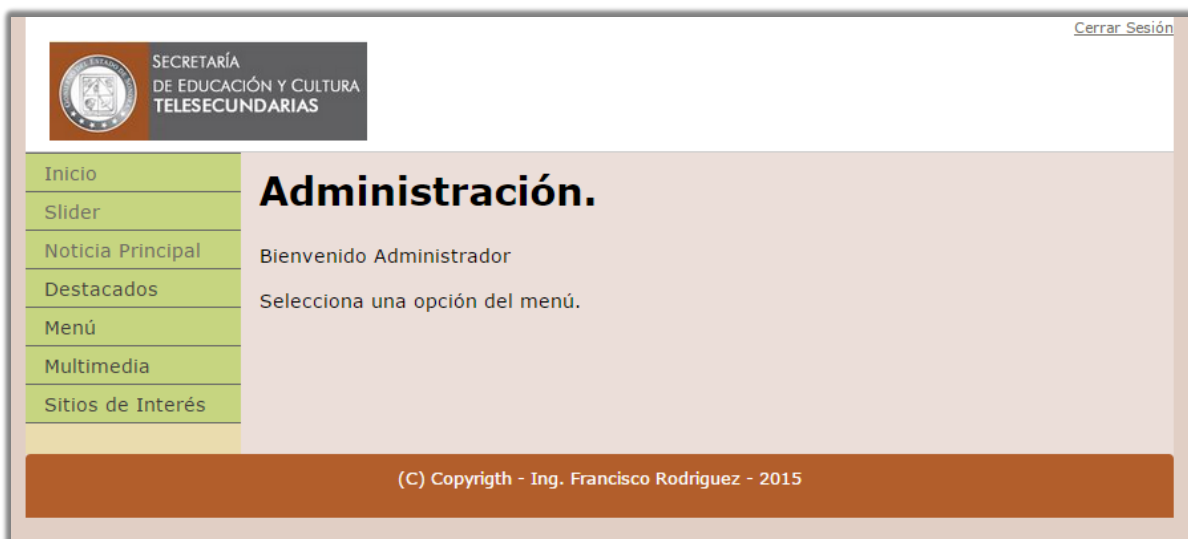 Cerrar Sesión
SECRETARÍA
DE EDUCACIÓN Y CULTURA
TELESECUNDARIAS
Inicio
Slider
Noticia Principal
Destacados
Menú
Multimedia
Sitios de Interés
Administración.
Bienvenido Administrador
Selecciona una opción del menú.
(C) Copyrigth - Ing. Francisco Rodriguez - 2015